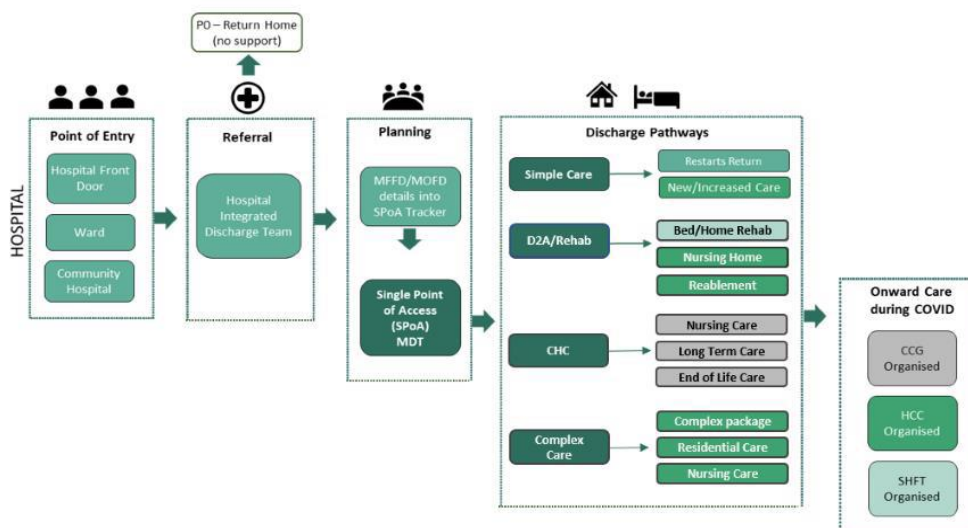 P0 – Return Home
(no support)
HOSPITAL
Point of Entry
Hospital Front
Door
Ward
Community
Hospital
Referral
Hospital
Integrated
Discharge Team
Planning
MFFD/MOFD
details into
SPoA Tracker
Single Point
of Access
(SPoA)
MDT
Discharge Pathways
Simple Care
Restarts Return
New/Increased Care
D2A/Rehab
Bed/Home Rehab
Nursing Home
Reablement
CHC
Nursing Care
Long Term Care
End of Life Care
Complex
Care
Complex package
Residential Care
Nursing Care
Onward Care
during COVID
CCG
Organised
HCC
Organised
SHFT
Organised